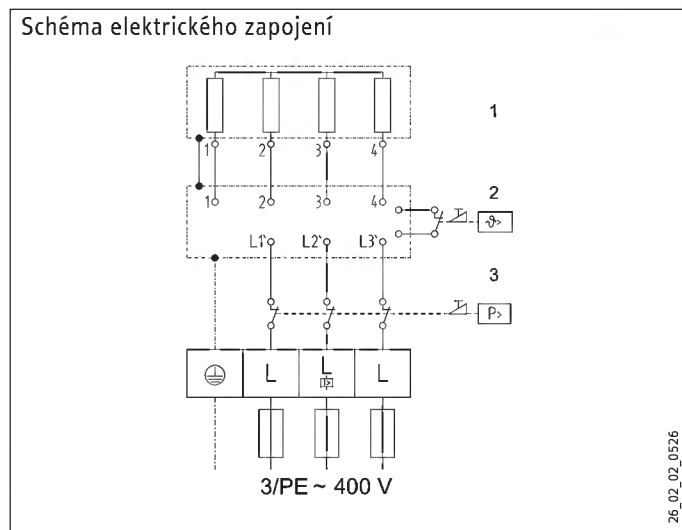 Schéma elektrického zapojení
1
1 2 3 4
2
1 2 3 4
ϑ>
L1' L2' L3'
3
P>
L L L
3/PE ~ 400 V
26_02_02_0526